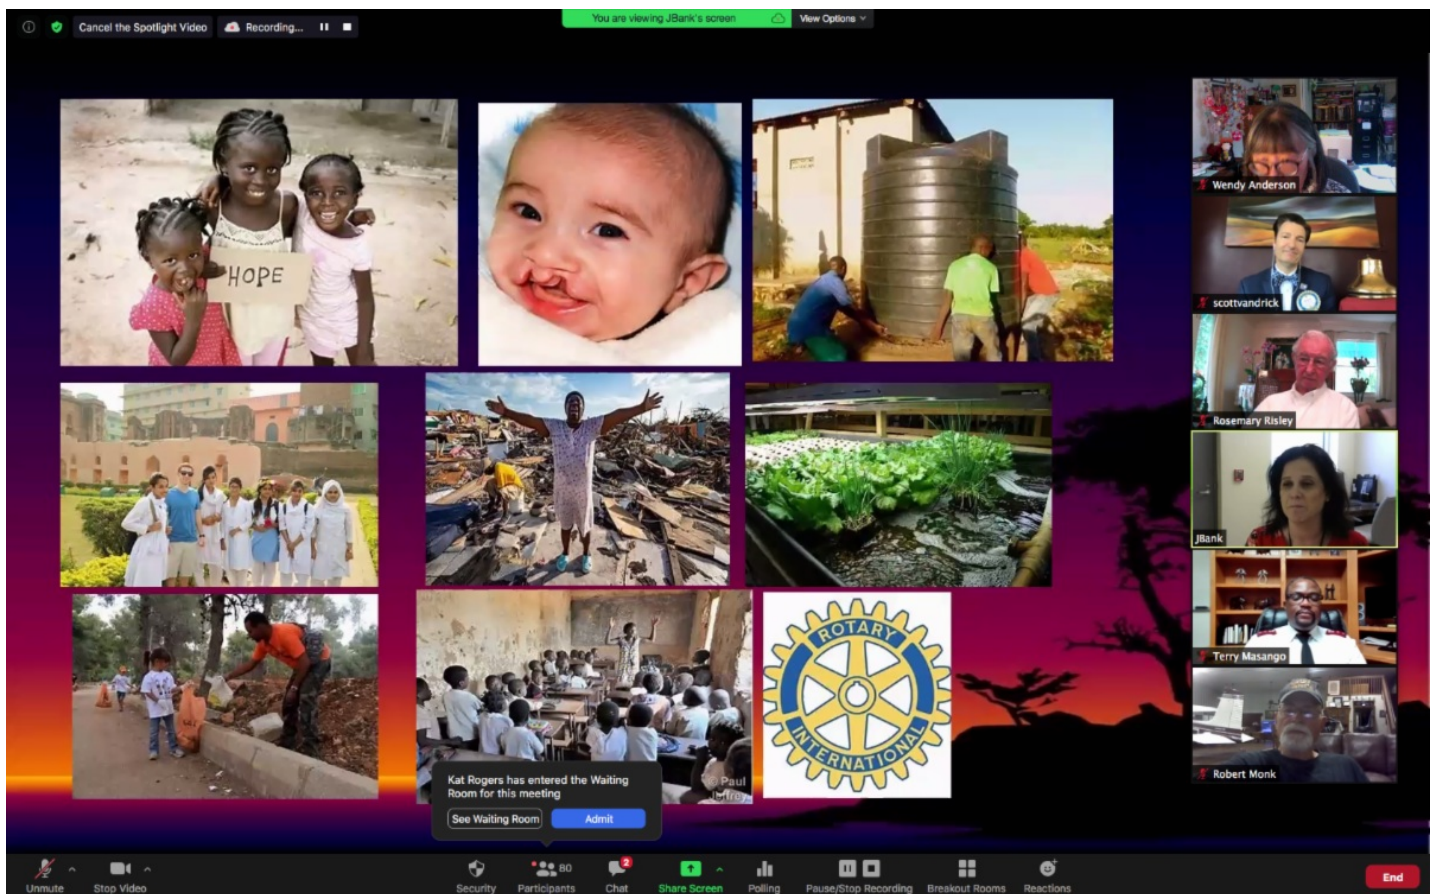 Cancel the Spotlight Video
Recording...
You are viewing JBank's screen
View Options
HOPE
Wendy Anderson
scottvandrick
Rosemary Risley
JBank
Terry Masango
Robert Monk
ROTARY
INTERNATIONAL
© Paul
Kat Rogers has entered the Waiting
Room for this meeting
See Waiting Room
Admit
Unmute
Stop Video
Security
80
Participants
2
Chat
Share Screen
Polling
Pause/Stop Recording
Breakout Rooms
Reactions
End